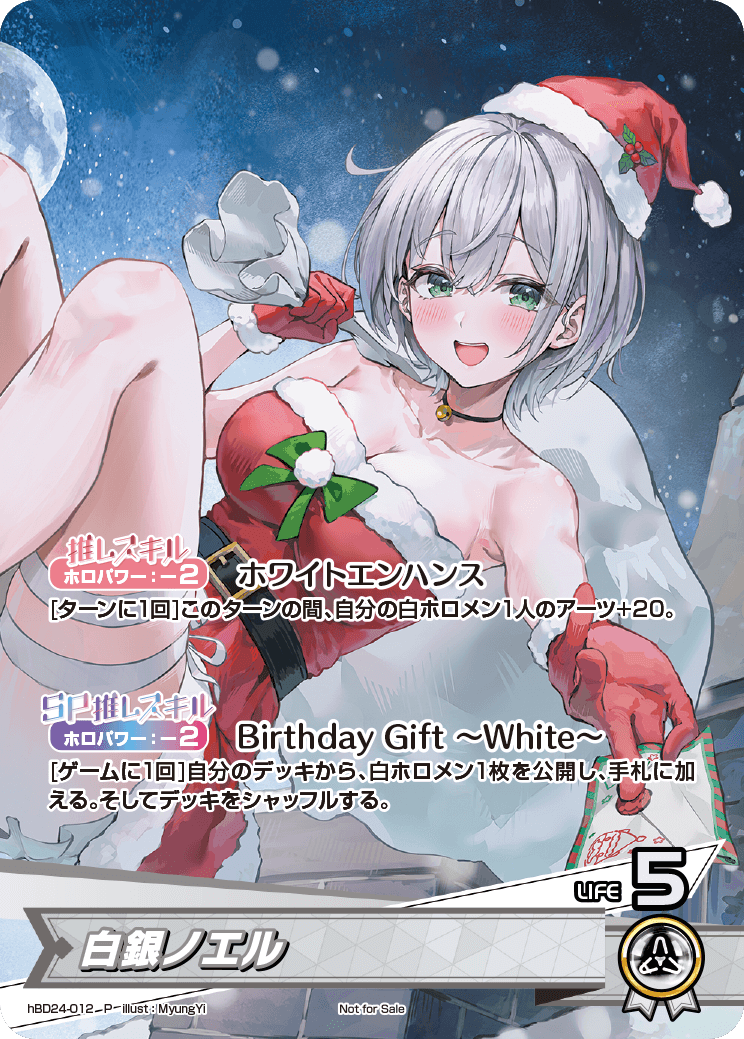 推しスキル
ホロパワー：－2 ホワイトエンハンス
[ターンに1回]このターンの間、自分の白ホロメン1人のアーツ+20。
SP推しスキル
ホロパワー：－2 Birthday Gift ～White～
[ゲームに1回]自分のデッキから、白ホロメン1枚を公開し、手札に加
える。そしてデッキをシャッフルする。
LIFE 5
白銀ノエル
hBD24-012 P illust : MyungYi Not for Sale